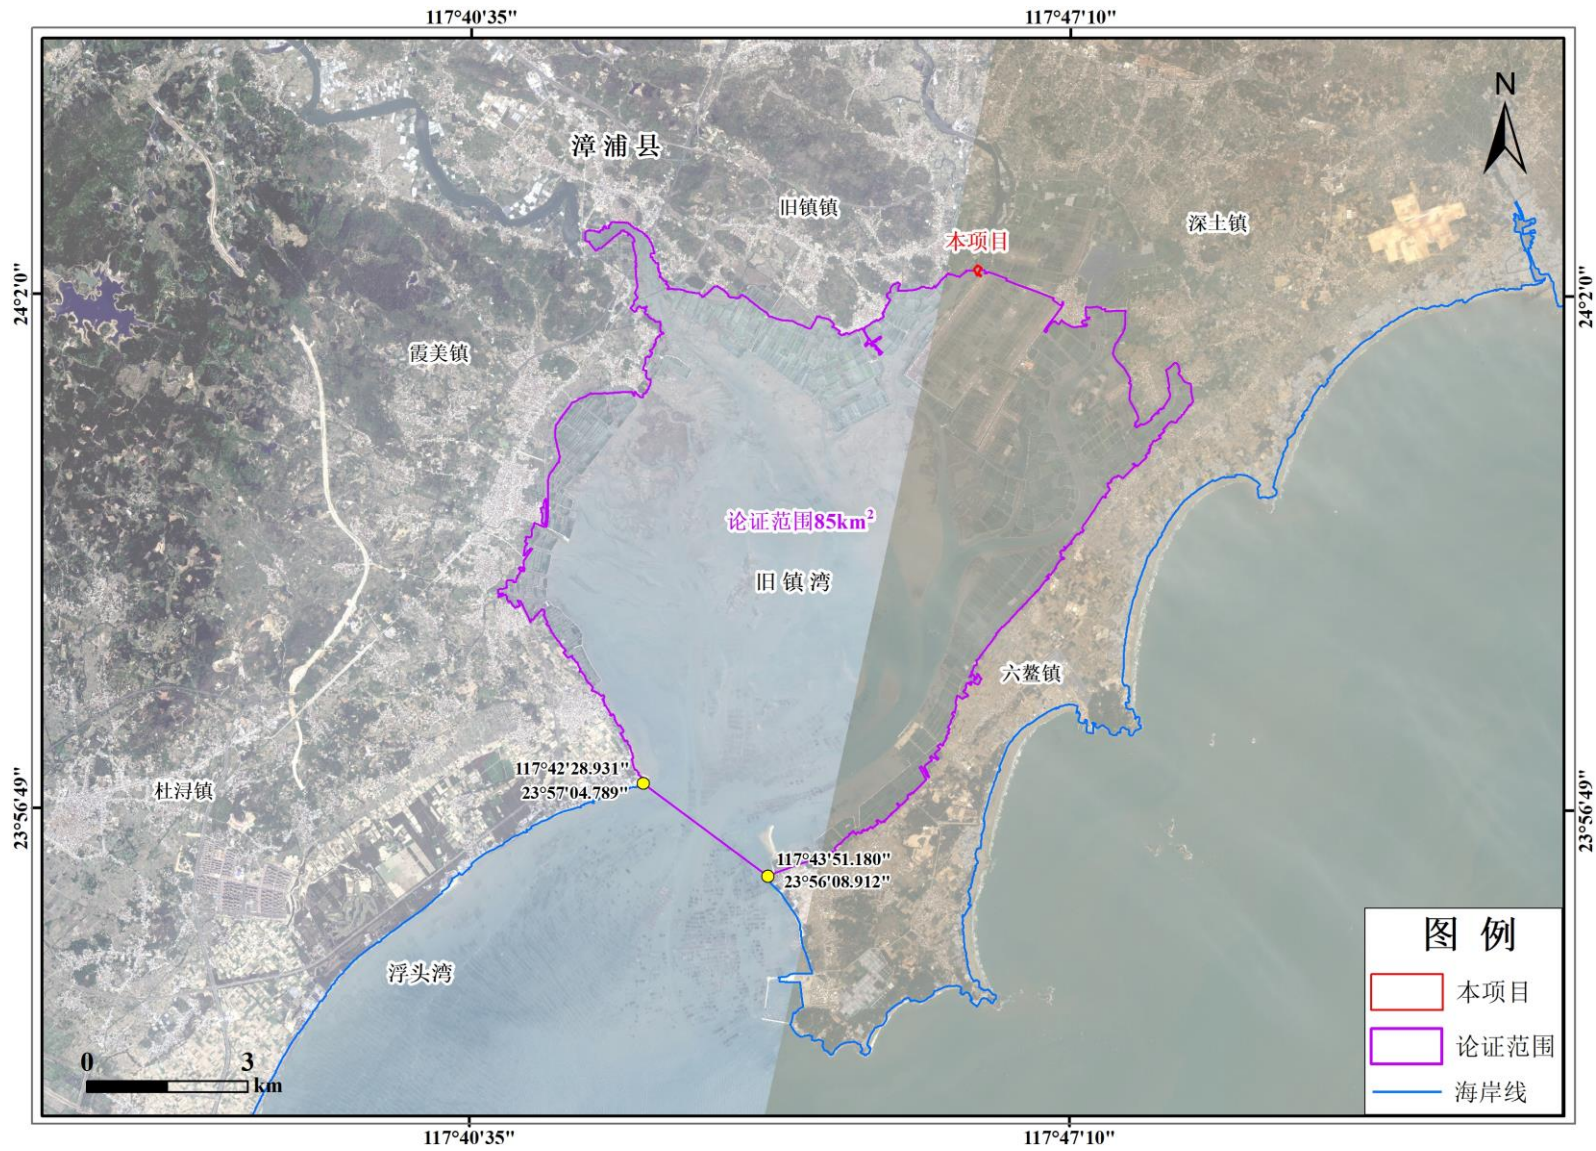 117°40'35"
117°47'10"
N
漳浦县
旧镇镇
深土镇
本项目
24°2'0"
24°2'0"
霞美镇
论证范围85km²
旧镇湾
六鳌镇
117°42'28.931"
23°57'04.789"
杜浔镇
23°56'49"
23°56'49"
117°43'51.180"
23°56'08.912"
浮头湾
图 例
本项目
论证范围
海岸线
0 3
km
117°40'35"
117°47'10"